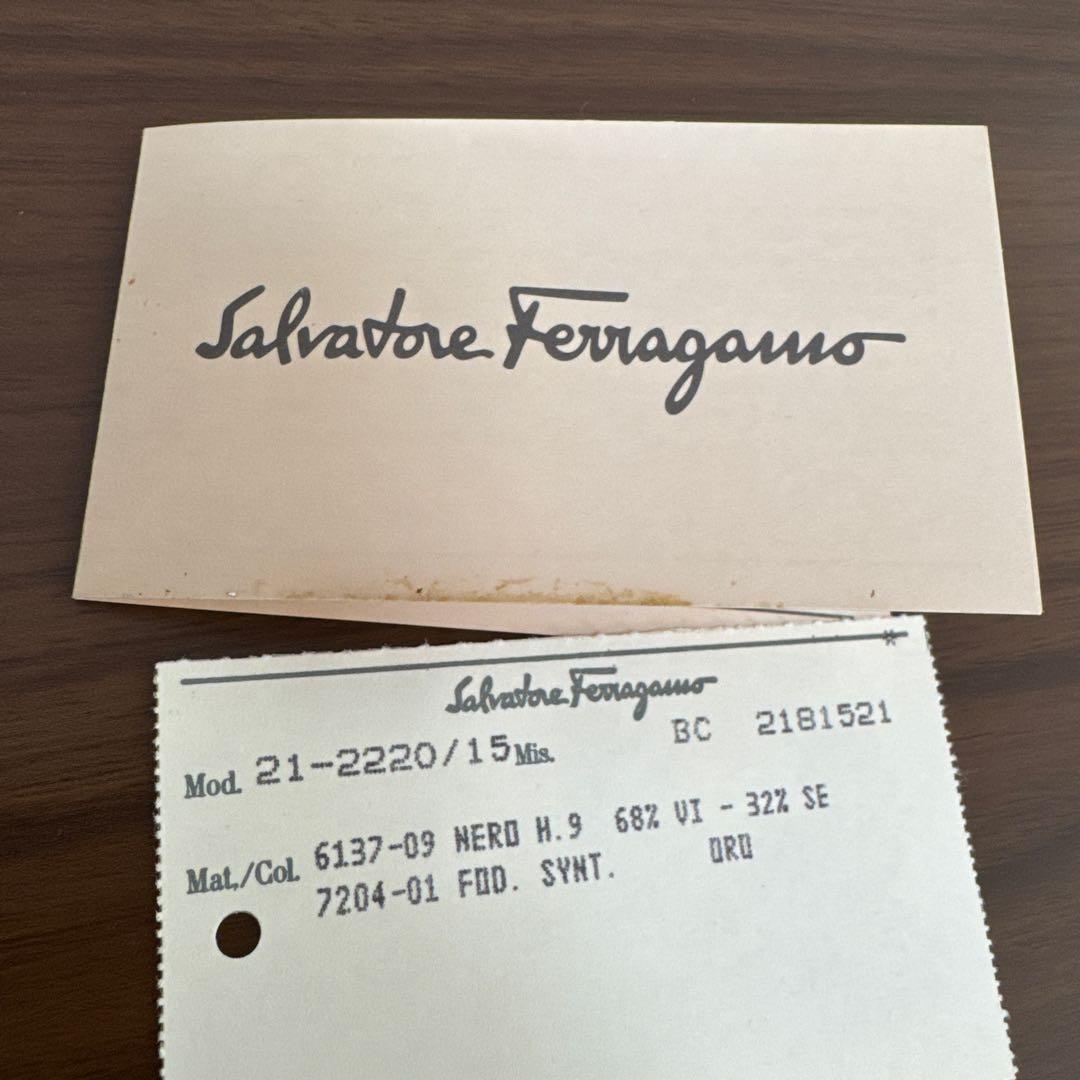 Salvatore Ferragamo
*
Salvatore Ferragamo
Mod. 21-2220/15 Mis. BC 2181521
Mat./Col. 6137-09 NERO H.9 68% VI - 32% SE
7204-01 FOD. SYNT. ORO